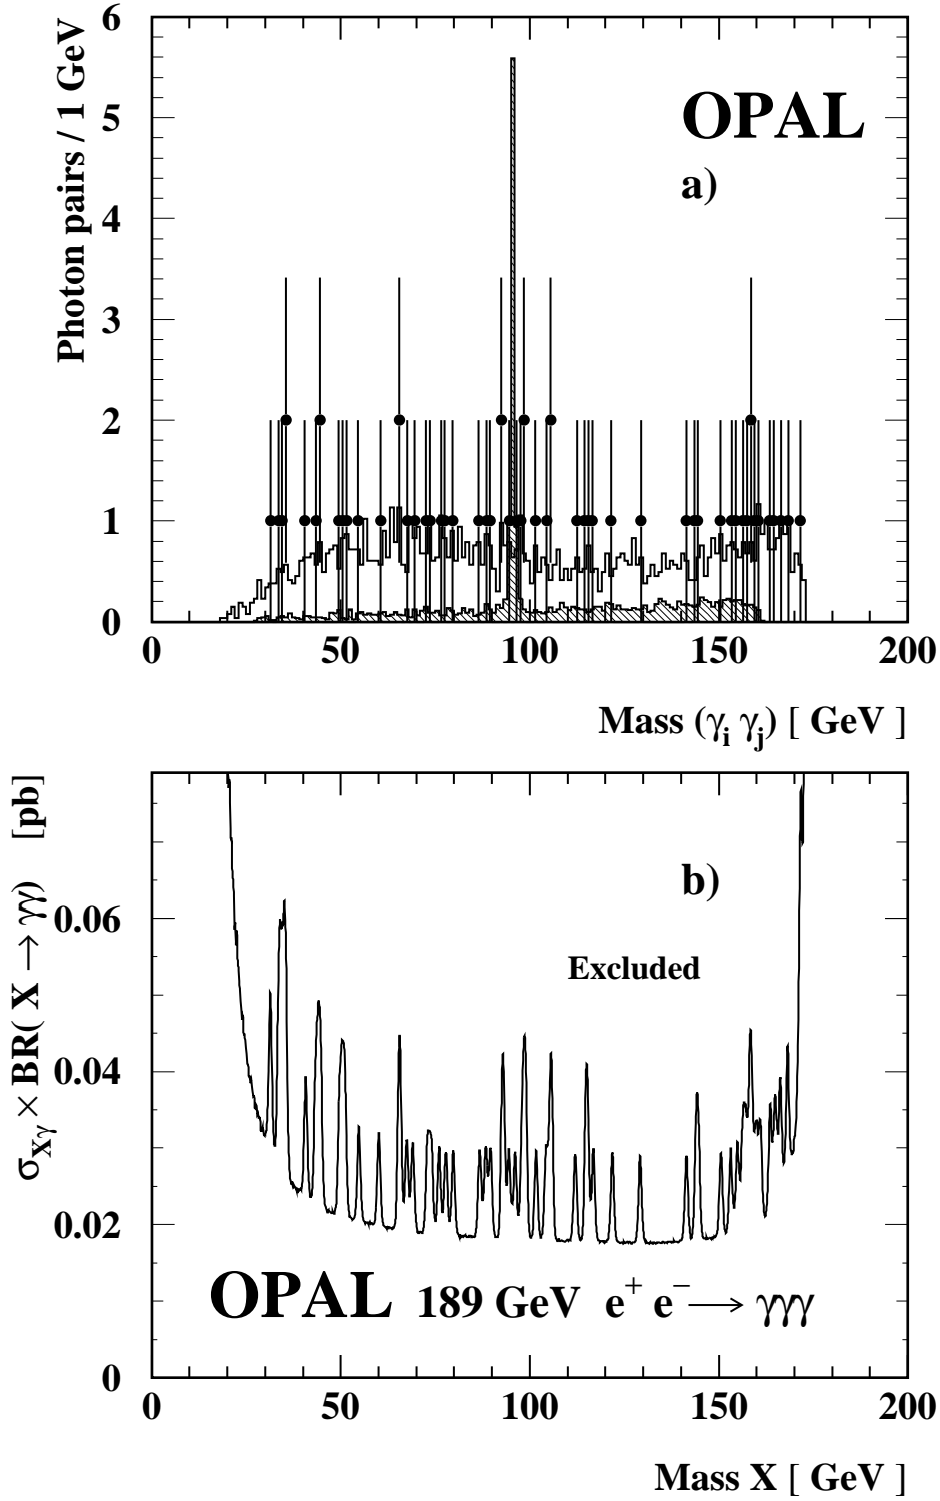 Photon pairs / 1 GeV
6
5
4
3
2
1
0
OPAL
a)
0 50 100 150 200
Mass (γi γj) [ GeV ]
σXγ × BR( X → γγ) [pb]
0.06
0.04
0.02
0
b)
Excluded
OPAL 189 GeV e+ e− → γγγ
0 50 100 150 200
Mass X [ GeV ]